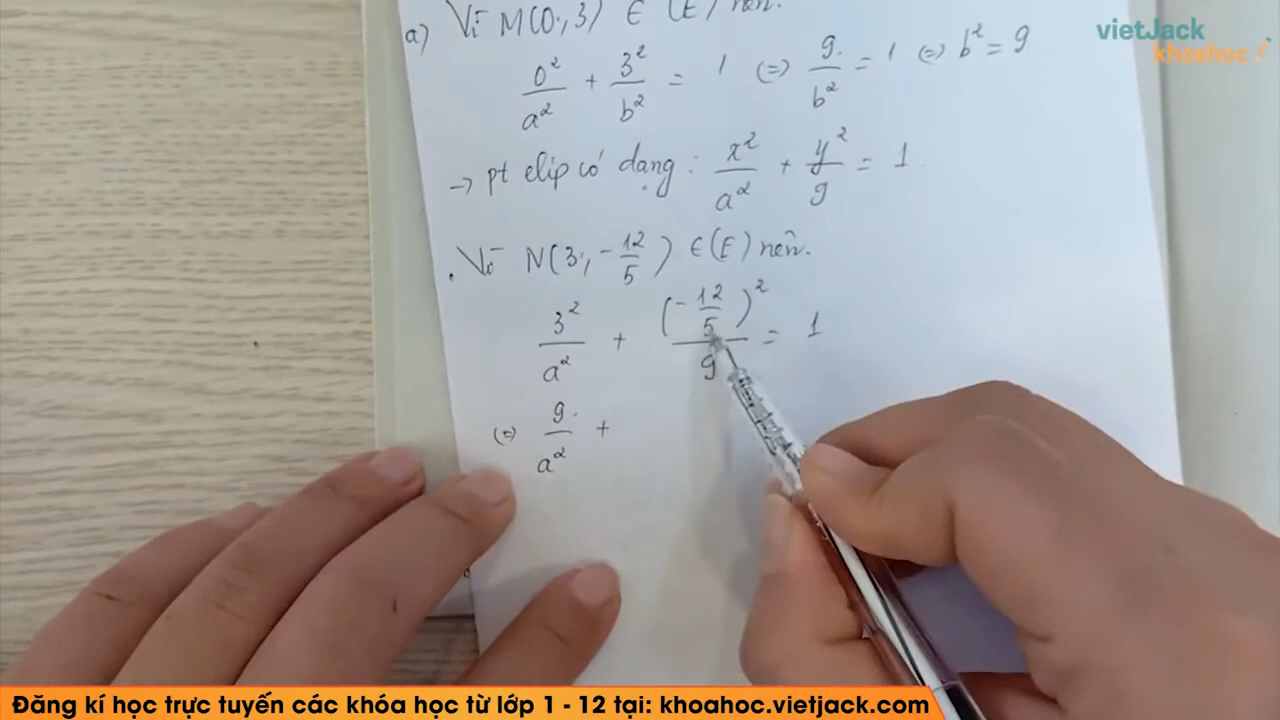 vietJack
khoahoc
a) Vì M(0; 3) ∈ (E) nên:
0²/a² + 3²/b² = 1 (=) 9/b² = 1 (=) b² = 9
→ pt elip có dạng: x²/a² + y²/9 = 1
. Vì N(3; -12/5) ∈ (E) nên:
3²/a² + (-12/5)²/9 = 1
(=) 9/a² +
Đăng kí học trực tuyến các khóa học từ lớp 1 - 12 tại: khoahoc.vietjack.com